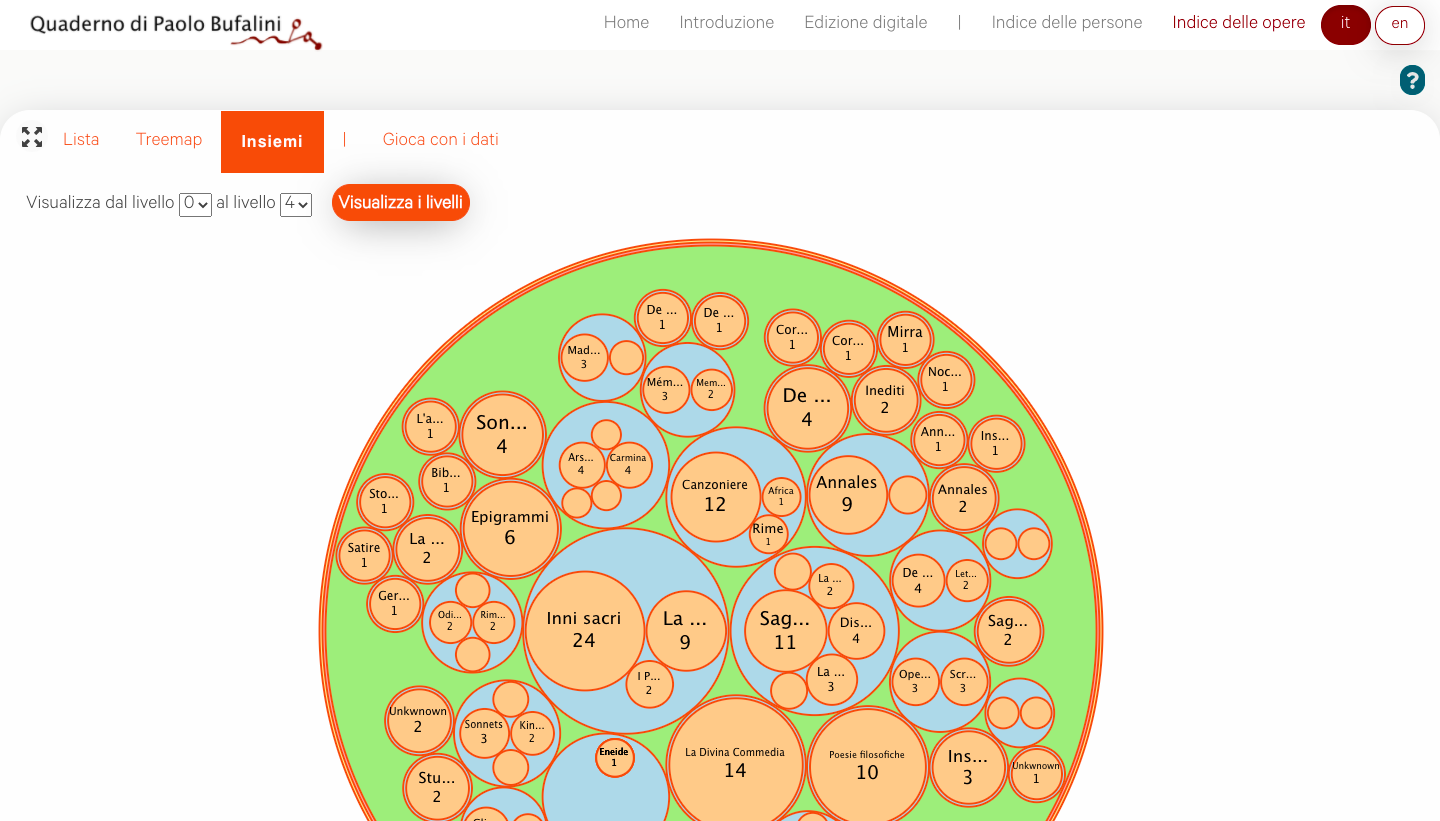 Quaderno di Paolo Bufalini
Home Introduzione Edizione digitale | Indice delle persone Indice delle opere it en
?
Lista Treemap Insiemi | Gioca con i dati
Visualizza dal livello 0 al livello 4 Visualizza i livelli
De ...
1
De ...
1
Cor...
1
Cor...
1
Mirra
1
Mad...
3
Mém...
3
Mem...
2
De ...
4
Inediti
2
Noc...
1
L'a...
1
Son...
4
Ann...
1
Ins...
1
Bib...
1
Ars...
4
Carmina
4
Canzoniere
12
Africa
1
Rime
1
Annales
9
Annales
2
Sto...
1
Epigrammi
6
Satire
1
La ...
2
Ger...
1
De ...
4
Let...
2
Odi...
2
Rim...
2
Inni sacri
24
La ...
9
I P...
2
Sag...
11
La ...
2
Dis...
4
La ...
3
Sag...
2
Ope...
3
Scr...
3
Unkwnown
2
Sonnets
3
Kin...
2
Eneide
1
La Divina Commedia
14
Poesie filosofiche
10
Ins...
3
Unkwnown
1
Stu...
2